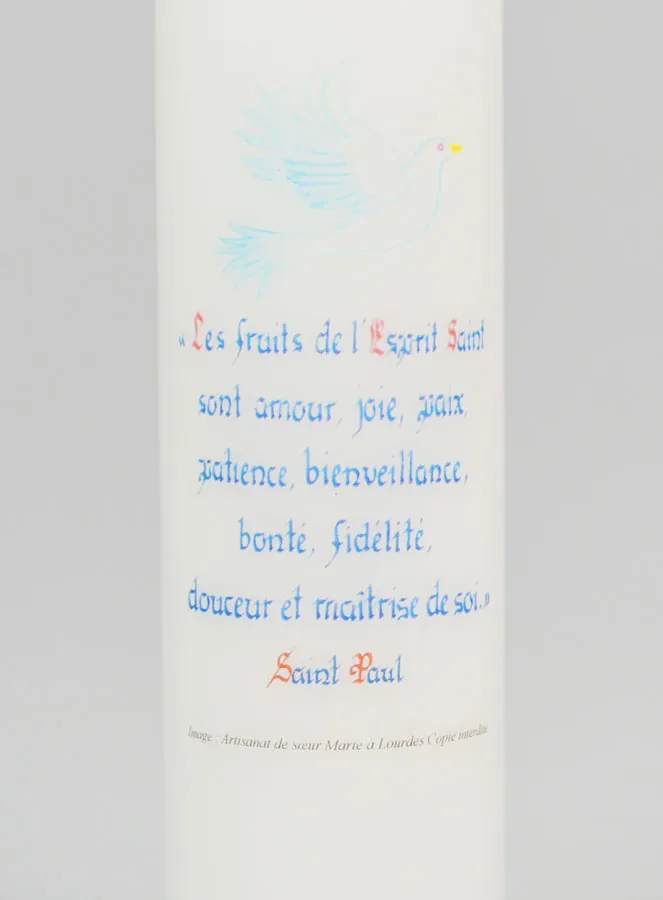 « Les fruits de l'Esprit Saint
sont amour, joie, paix,
patience, bienveillance,
bonté, fidélité,
douceur et maîtrise de soi.»
Saint Paul
Image : Artisanat de sœur Marie à Lourdes Copie interdite